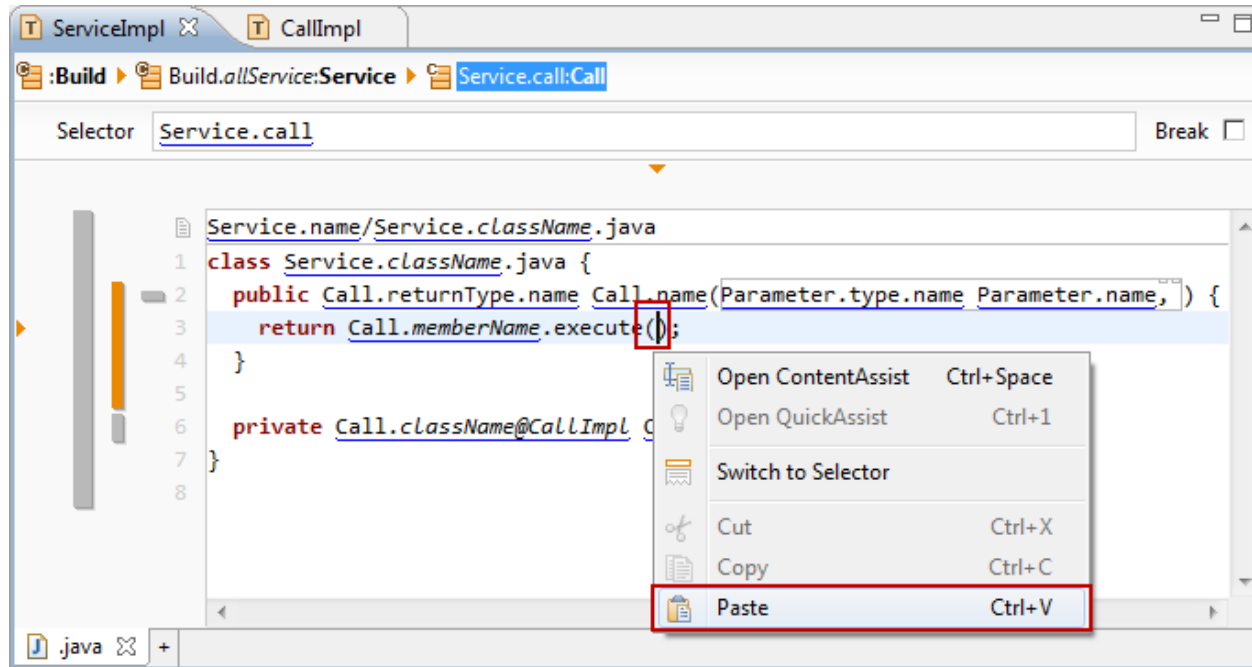 ServiceImpl CallImpl
:Build Build.allService:Service Service.call:Call
Selector Service.call Break
Service.name/Service.className.java
1 class Service.className.java {
2 public Call.returnType.name Call.name(Parameter.type.name Parameter.name, ) {
3 return Call.memberName.execute();
4 }
5
6 private Call.className@CallImpl C
7 }
8
Open ContentAssist Ctrl+Space
Open QuickAssist Ctrl+1
Switch to Selector
Cut Ctrl+X
Copy Ctrl+C
Paste Ctrl+V
.java +